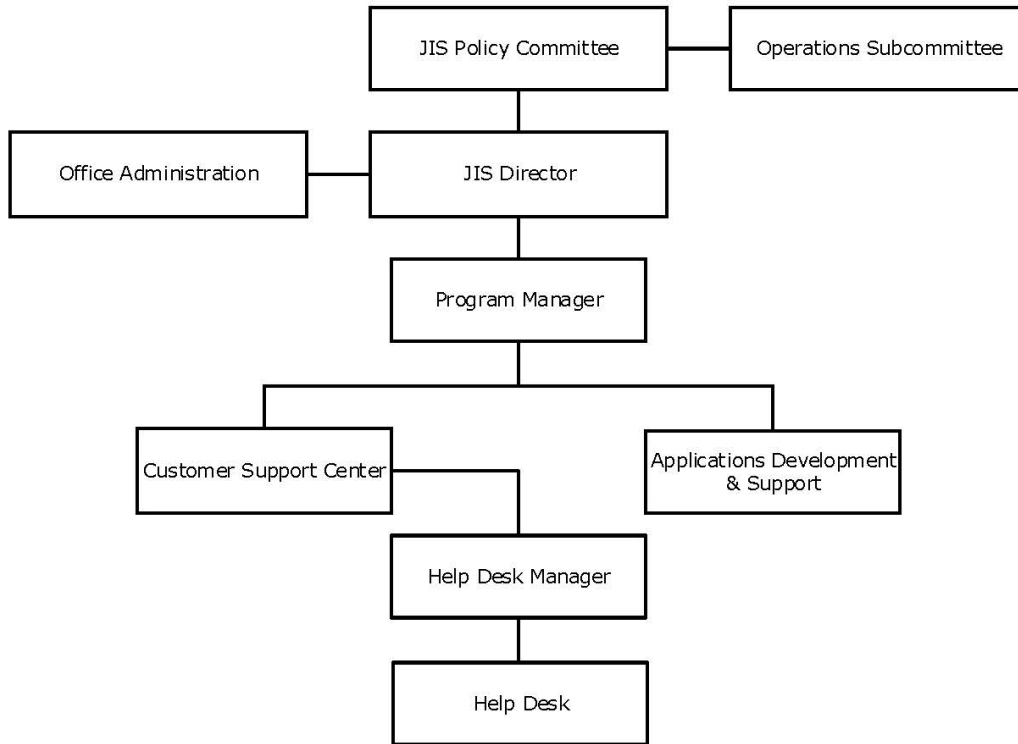 JIS Policy Committee
Operations Subcommittee
Office Administration
JIS Director
Program Manager
Customer Support Center
Applications Development
& Support
Help Desk Manager
Help Desk